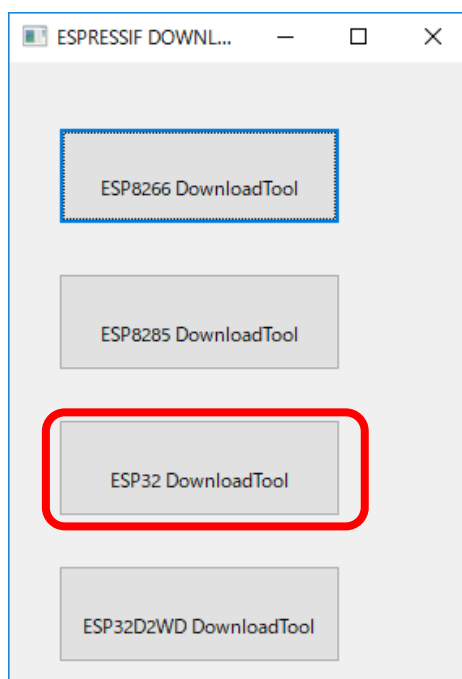 ESPRESSIF DOWNL...
ESP8266 DownloadTool
ESP8285 DownloadTool
ESP32 DownloadTool
ESP32D2WD DownloadTool